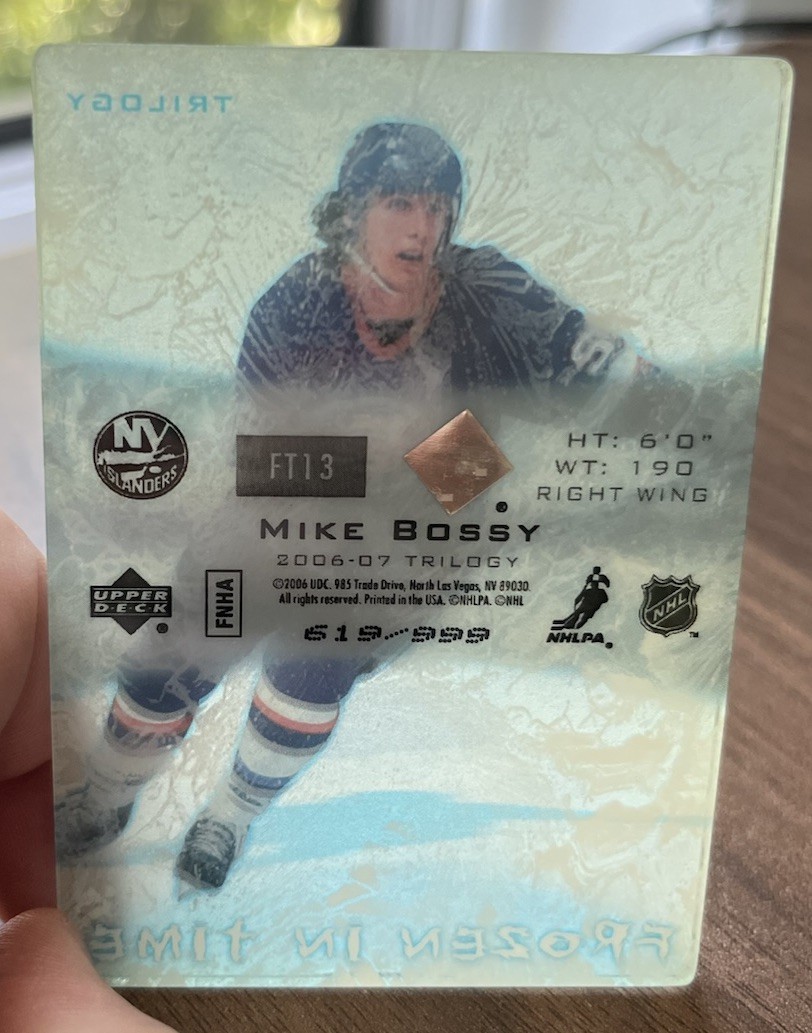 TRILOGY
NY
ISLANDERS
FT13
HT: 6'0"
WT: 190
RIGHT WING
MIKE BOSSY
2006-07 TRILOGY
UPPER
DECK
FNHA
©2006 UDC. 985 Trade Drive, North Las Vegas, NV 89030.
All rights reserved. Printed in the USA. ©NHLPA. ©NHL
619/999
NHLPA
NHL
TM
FROZEN IN TIME